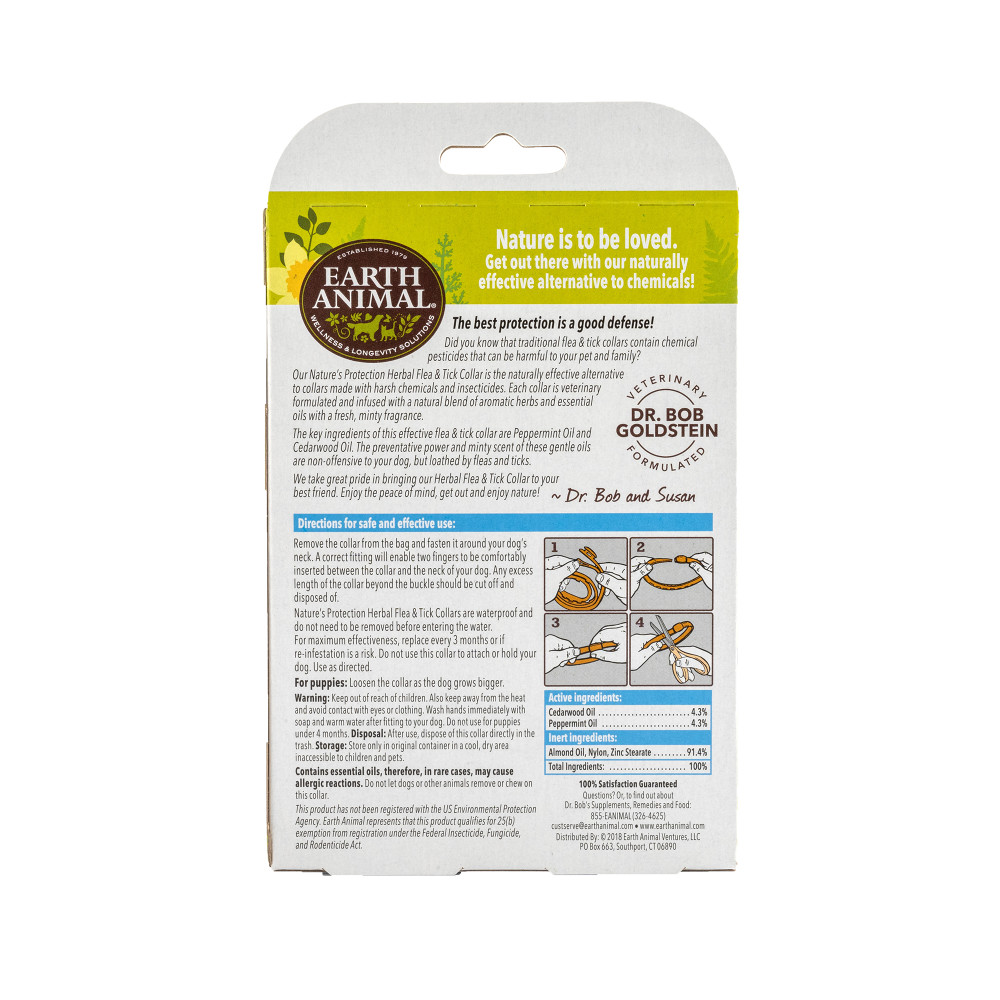 ESTABLISHED 1979
EARTH
ANIMAL®
WELLNESS & LONGEVITY SOLUTIONS
Nature is to be loved.
Get out there with our naturally
effective alternative to chemicals!
The best protection is a good defense!
Did you know that traditional flea & tick collars contain chemical
pesticides that can be harmful to your pet and family?
Our Nature's Protection Herbal Flea & Tick Collar is the naturally effective alternative
to collars made with harsh chemicals and insecticides. Each collar is veterinary
formulated and infused with a natural blend of aromatic herbs and essential
oils with a fresh, minty fragrance.
The key ingredients of this effective flea & tick collar are Peppermint Oil and
Cedarwood Oil. The preventative power and minty scent of these gentle oils
are non-offensive to your dog, but loathed by fleas and ticks.
We take great pride in bringing our Herbal Flea & Tick Collar to your
best friend. Enjoy the peace of mind, get out and enjoy nature!
~ Dr. Bob and Susan
VETERINARY
DR. BOB
GOLDSTEIN
FORMULATED
Directions for safe and effective use:
Remove the collar from the bag and fasten it around your dog's
neck. A correct fitting will enable two fingers to be comfortably
inserted between the collar and the neck of your dog. Any excess
length of the collar beyond the buckle should be cut off and
disposed of.
Nature's Protection Herbal Flea & Tick Collars are waterproof and
do not need to be removed before entering the water.
For maximum effectiveness, replace every 3 months or if
re-infestation is a risk. Do not use this collar to attach or hold your
dog. Use as directed.
For puppies: Loosen the collar as the dog grows bigger.
Warning: Keep out of reach of children. Also keep away from the heat
and avoid contact with eyes or clothing. Wash hands immediately with
soap and warm water after fitting to your dog. Do not use for puppies
under 4 months. Disposal: After use, dispose of this collar directly in the
trash. Storage: Store only in original container in a cool, dry area
inaccessible to children and pets.
Contains essential oils, therefore, in rare cases, may cause
allergic reactions. Do not let dogs or other animals remove or chew on
this collar.
This product has not been registered with the US Environmental Protection
Agency. Earth Animal represents that this product qualifies for 25(b)
exemption from registration under the Federal Insecticide, Fungicide,
and Rodenticide Act.
1
2
3
4
Active ingredients:
Cedarwood Oil ........................ 4.3%
Peppermint Oil ....................... 4.3%
Inert ingredients:
Almond Oil, Nylon, Zinc Stearate ......... 91.4%
Total Ingredients: .................... 100%
100% Satisfaction Guaranteed
Questions? Or, to find out about
Dr. Bob's Supplements, Remedies and Food:
855-EANIMAL (326-4625)
custserve@earthanimal.com • www.earthanimal.com
Distributed By: © 2018 Earth Animal Ventures, LLC
PO Box 663, Southport, CT 06890